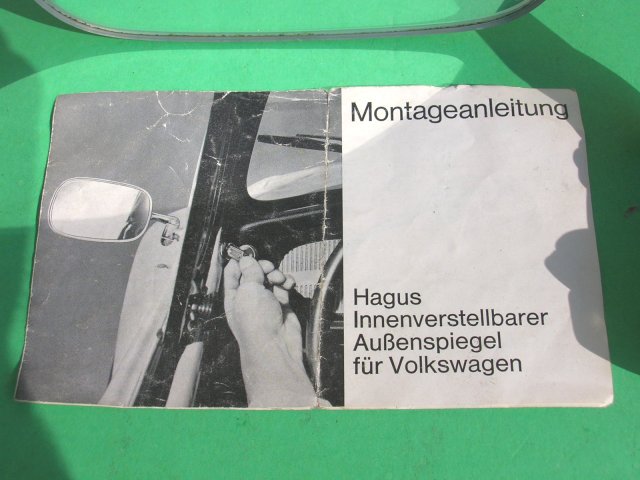 Montageanleitung
Hagus
Innenverstellbarer
Außenspiegel
für Volkswagen